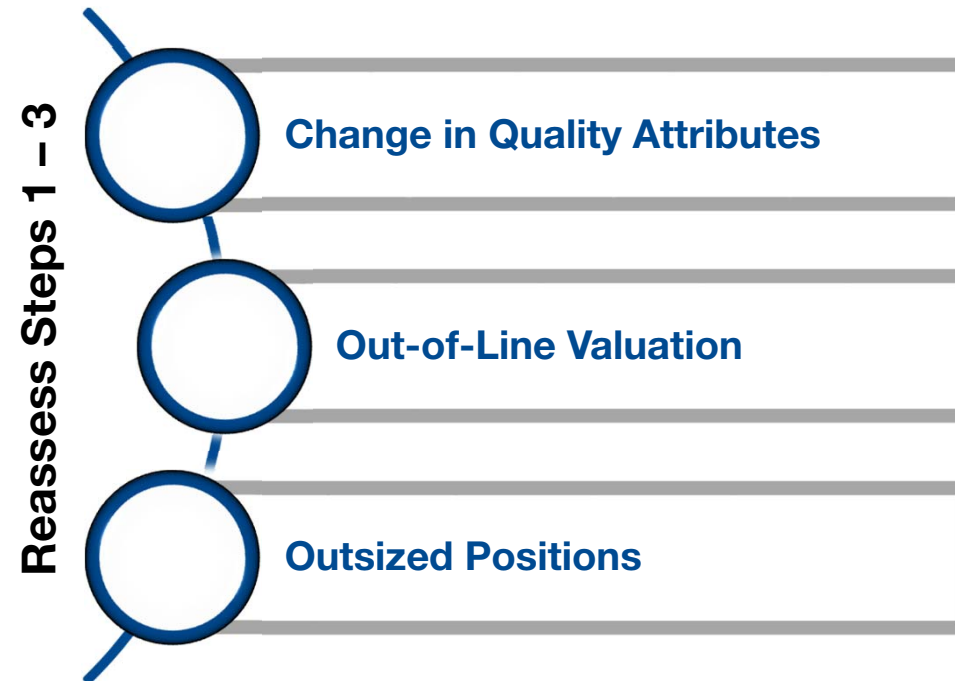 Reassess Steps 1 – 3
Change in Quality Attributes
Out-of-Line Valuation
Outsized Positions